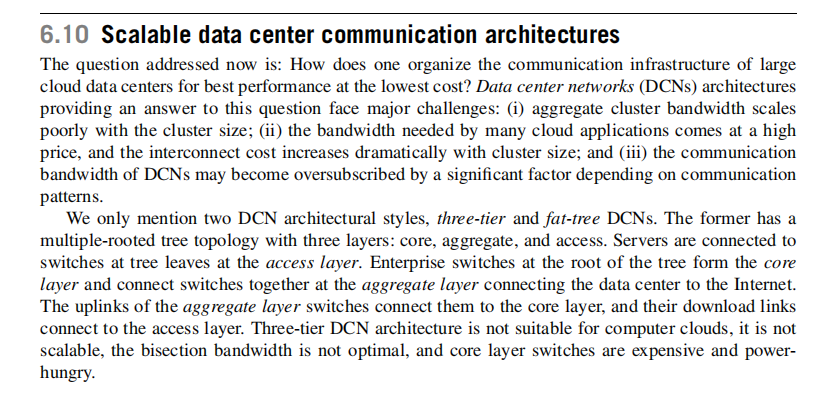 6.10 Scalable data center communication architectures
The question addressed now is: How does one organize the communication infrastructure of large
cloud data centers for best performance at the lowest cost? Data center networks (DCNs) architectures
providing an answer to this question face major challenges: (i) aggregate cluster bandwidth scales
poorly with the cluster size; (ii) the bandwidth needed by many cloud applications comes at a high
price, and the interconnect cost increases dramatically with cluster size; and (iii) the communication
bandwidth of DCNs may become oversubscribed by a significant factor depending on communication
patterns.
We only mention two DCN architectural styles, three-tier and fat-tree DCNs. The former has a
multiple-rooted tree topology with three layers: core, aggregate, and access. Servers are connected to
switches at tree leaves at the access layer. Enterprise switches at the root of the tree form the core
layer and connect switches together at the aggregate layer connecting the data center to the Internet.
The uplinks of the aggregate layer switches connect them to the core layer, and their download links
connect to the access layer. Three-tier DCN architecture is not suitable for computer clouds, it is not
scalable, the bisection bandwidth is not optimal, and core layer switches are expensive and power-
hungry.